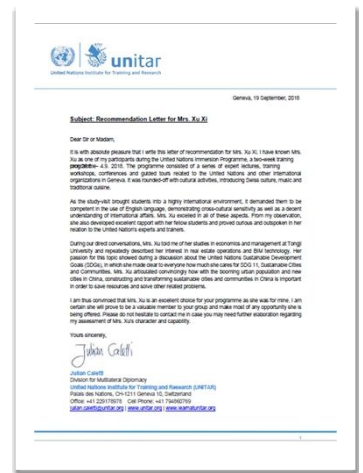 unitar
United Nations Institute for Training and Research
Geneva, 19 September, 2016
Subject: Recommendation Letter for Mrs. Xu Xi
Dear Sir or Madam,
It is with absolute pleasure that I write this letter of recommendation for Mrs. Xu Xi. I have known Mrs.
Xu as one of my participants during the United Nations Immersion Programme, a two-week training
– 4.9. 2016. The programme consisted of a series of expert lectures, training
workshops, conferences and guided tours related to the United Nations and other international
organizations in Geneva. It was rounded-off with cultural activities, introducing Swiss culture, music and
traditional cuisine.
As the study-visit brought students into a highly international environment, it demanded them to be
competent in the use of English language, demonstrating cross-cultural sensitivity as well as a decent
understanding of international affairs. Mrs. Xu excelled in all of these aspects. From my observation,
she also developed excellent rapport with her fellow students and proved curious and outspoken in her
relation to the United Nation's experts and trainers.
During our direct conversations, Mrs. Xu told me of her studies in economics and management at Tongji
University and repeatedly described her interest in real estate operations and BIM technology. Her
passion for this topic showed during a discussion about the United Nations Sustainable Development
Goals (SDGs), in which she made clear to everyone how much she cares for SDG 11, Sustainable Cities
and Communities. Mrs. Xu articulated convincingly how with the booming urban population and new
cities in China, constructing and transforming sustainable cities and communities in China is important
in order to save resources and solve other related problems.
I am thus convinced that Mrs. Xu is an excellent choice for your programme as she was for mine. I am
certain she will prove to be a valuable member to your group and make most of any opportunity she is
being offered. Please do not hesitate to contact me in case you may need further elaboration regarding
my assessment of Mrs. Xu's character and capability.
Yours sincerely,
Julian Caletti
Julian Caletti
Division for Multilateral Diplomacy
United Nations Institute for Training and Research (UNITAR)
Palais des Nations, CH-1211 Geneva 10, Switzerland
Office: +41 229178978 Cell Phone: +41 794860769
julian.caletti@unitar.org | www.unitar.org | www.learnatunitar.org
1